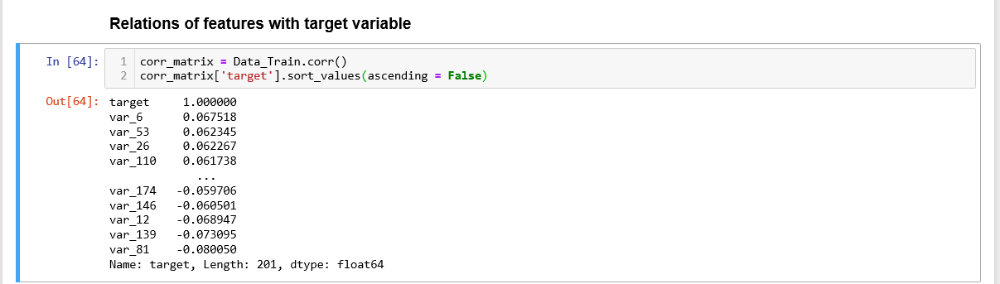 Relations of features with target variable
In [64]:
1 corr_matrix = Data_Train.corr()
2 corr_matrix['target'].sort_values(ascending = False)
Out[64]: target 1.000000
var_6 0.067518
var_53 0.062345
var_26 0.062267
var_110 0.061738
...
var_174 -0.059706
var_146 -0.060501
var_12 -0.068947
var_139 -0.073095
var_81 -0.080050
Name: target, Length: 201, dtype: float64